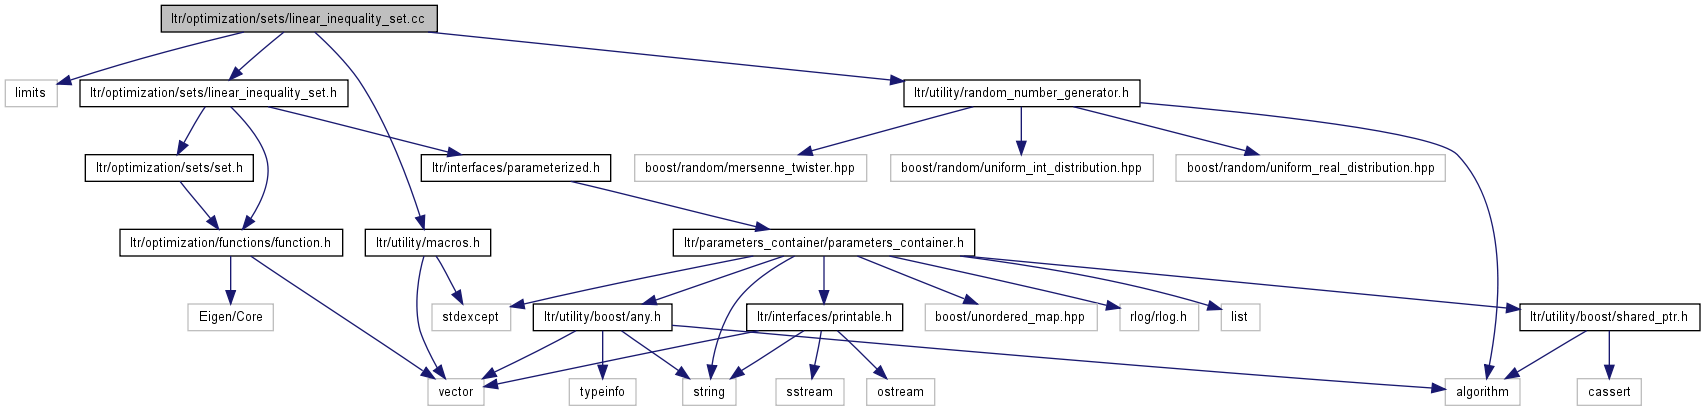 ltr/optimization/sets/linear_inequality_set.cc
limits
ltr/optimization/sets/linear_inequality_set.h
ltr/utility/random_number_generator.h
ltr/optimization/sets/set.h
ltr/interfaces/parameterized.h
boost/random/mersenne_twister.hpp
boost/random/uniform_int_distribution.hpp
boost/random/uniform_real_distribution.hpp
ltr/optimization/functions/function.h
ltr/utility/macros.h
ltr/parameters_container/parameters_container.h
Eigen/Core
stdexcept
ltr/utility/boost/any.h
ltr/interfaces/printable.h
boost/unordered_map.hpp
rlog/rlog.h
list
ltr/utility/boost/shared_ptr.h
vector
typeinfo
string
sstream
ostream
algorithm
cassert